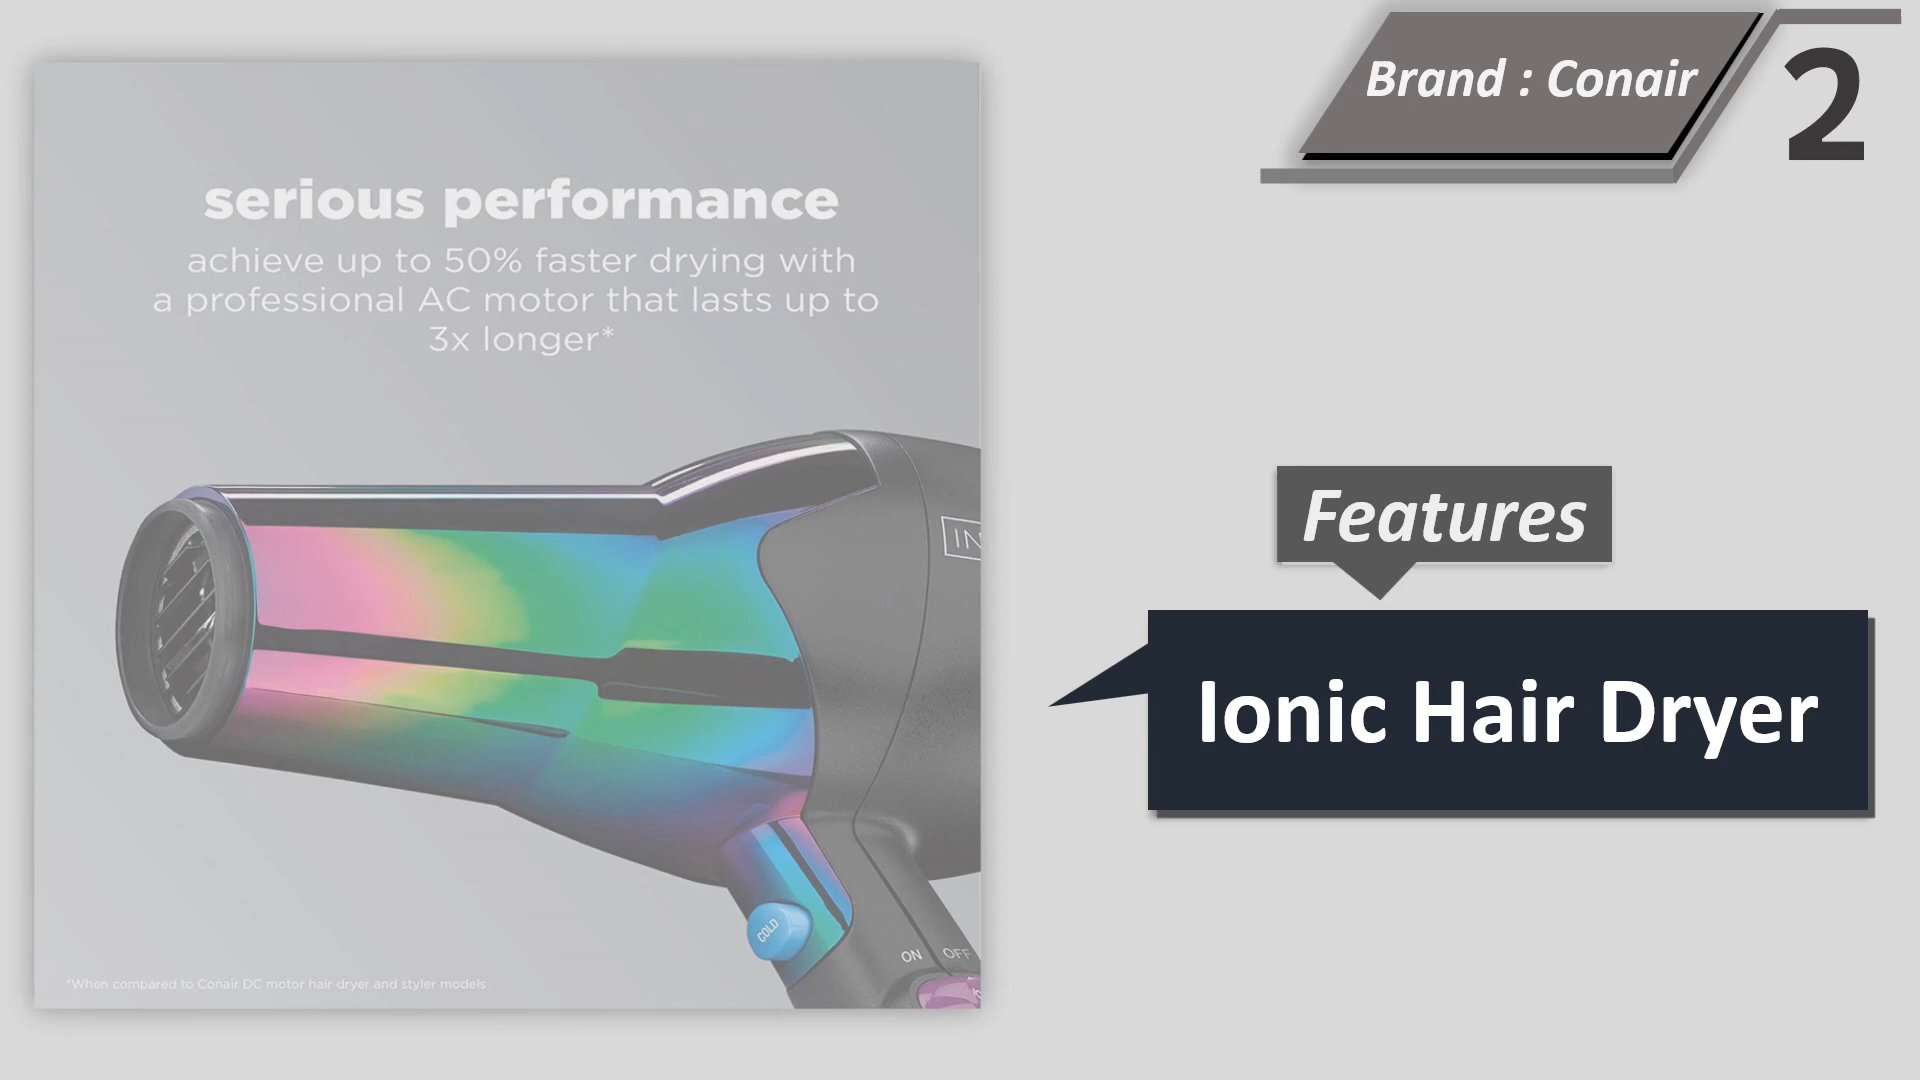 Brand : Conair
2
serious performance
achieve up to 50% faster drying with
a professional AC motor that lasts up to
3x longer*
Features
Ionic Hair Dryer
COLD
ON OFF
*When compared to Conair DC motor hair dryer and styler models